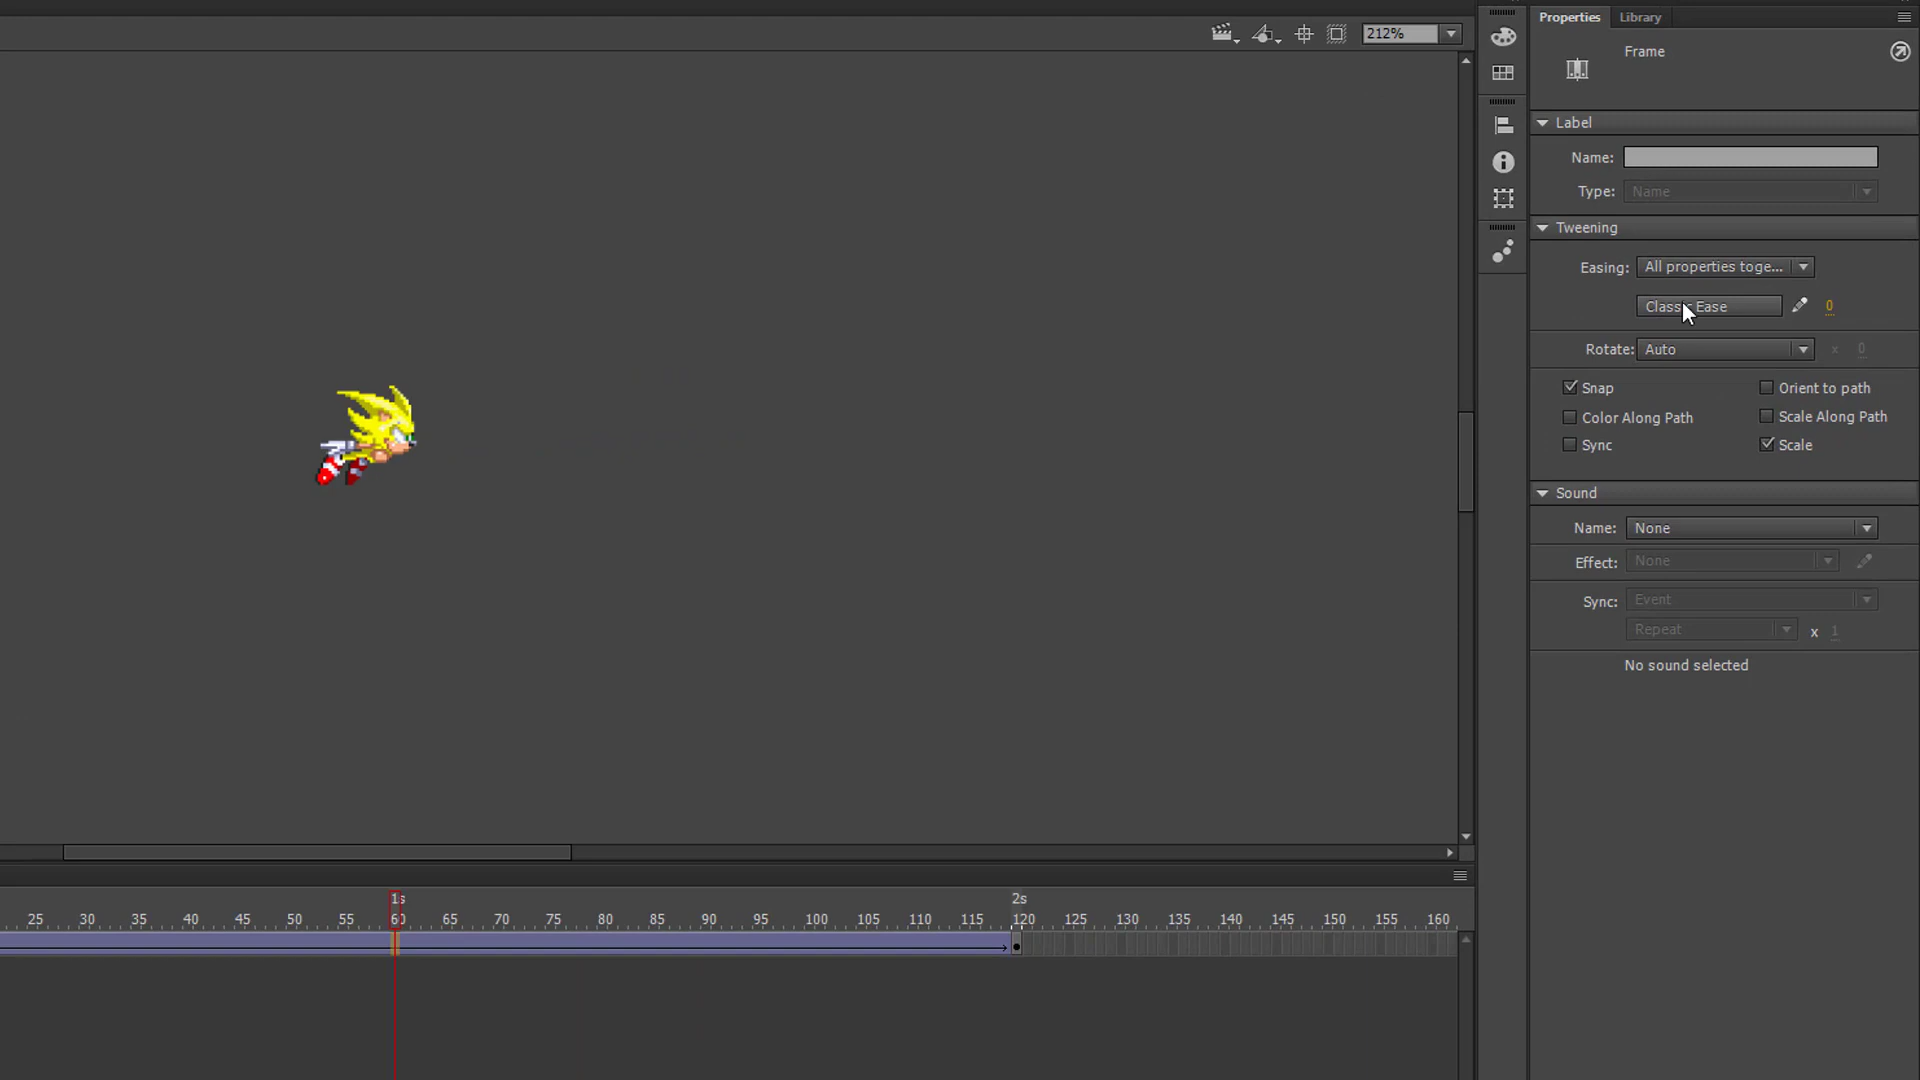 212%
Properties Library
Frame
Label
Name:
Type: Name
Tweening
Easing: All properties toge...
Classic Ease 0
Rotate: Auto x 0
Snap Orient to path
Color Along Path Scale Along Path
Sync Scale
Sound
Name: None
Effect: None
Sync: Event
Repeat x 1
No sound selected
1s 2s
25 30 35 40 45 50 55 60 65 70 75 80 85 90 95 100 105 110 115 120 125 130 135 140 145 150 155 160